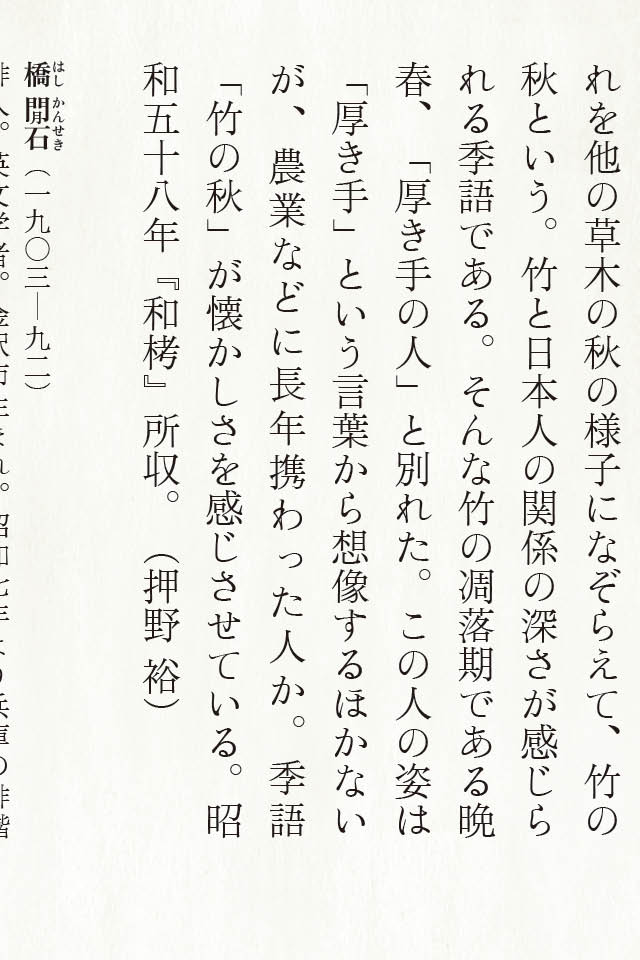 れを他の草木の秋の様子になぞらえて、竹の
秋という。竹と日本人の関係の深さが感じら
れる季語である。そんな竹の凋落期である晩
春、「厚き手の人」と別れた。この人の姿は
「厚き手」という言葉から想像するほかない
が、農業などに長年携わった人か。季語
「竹の秋」が懐かしさを感じさせている。昭
和五十八年『和栲』所収。（押野 裕）
橋 閒石（一九〇三―九二）
はし かんせき
俳人。英文学者。金沢市生まれ。昭和七年より兵庫の俳諧